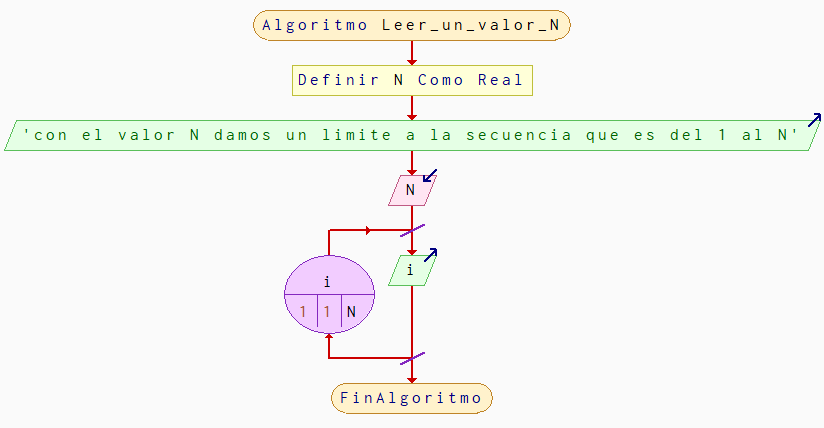 Algoritmo Leer_un_valor_N
Definir N Como Real
'con el valor N damos un limite a la secuencia que es del 1 al N'
N
i
i
1 1 N
FinAlgoritmo